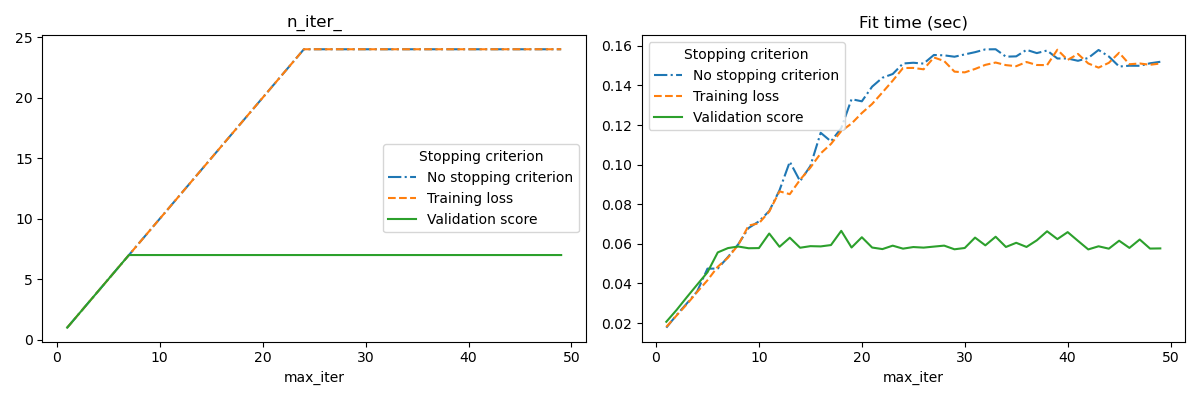 n_iter_
25
20
15
10
5
0
0 10 20 30 40 50
max_iter
Stopping criterion
No stopping criterion
Training loss
Validation score
Fit time (sec)
0.16
0.14
0.12
0.10
0.08
0.06
0.04
0.02
0 10 20 30 40 50
max_iter
Stopping criterion
No stopping criterion
Training loss
Validation score